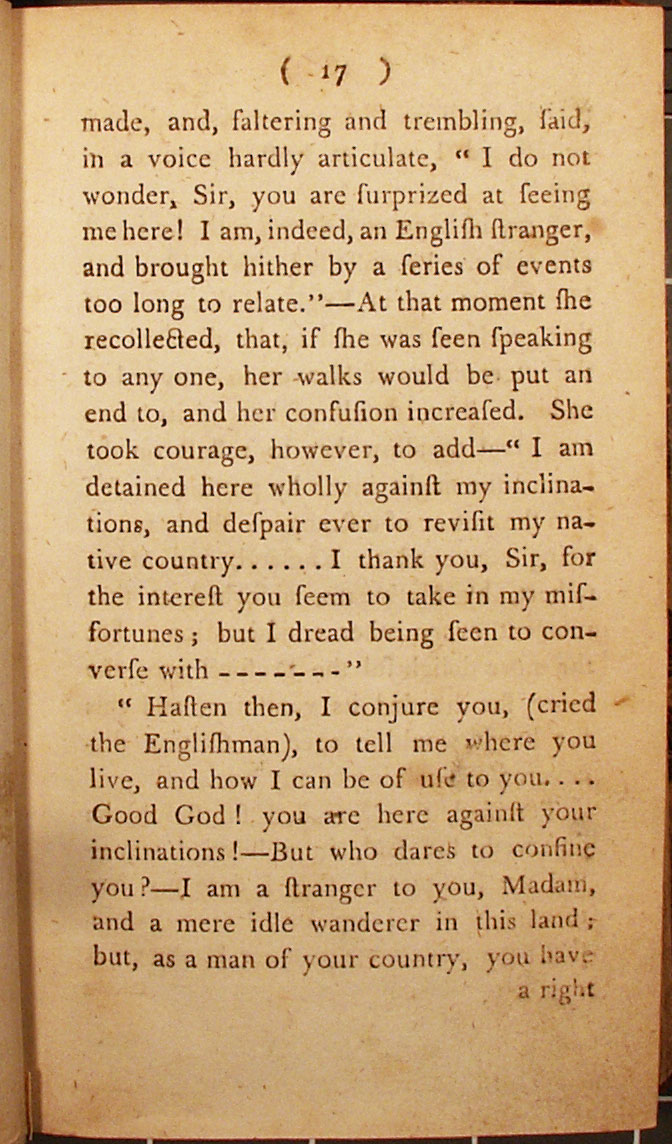 ( 17 )
made, and, faltering and trembling, ſaid,
in a voice hardly articulate, “ I do not
wonder, Sir, you are ſurprized at ſeeing
me here! I am, indeed, an Engliſh ſtranger,
and brought hither by a ſeries of events
too long to relate.”—At that moment ſhe
recollected, that, if ſhe was ſeen ſpeaking
to any one, her walks would be put an
end to, and her confuſion increaſed. She
took courage, however, to add—“ I am
detained here wholly againſt my inclina-
tions, and deſpair ever to reviſit my na-
tive country. . . . . . I thank you, Sir, for
the intereſt you ſeem to take in my miſ-
fortunes ; but I dread being ſeen to con-
verſe with - - - - - - - ”
“ Haſten then, I conjure you, (cried
the Engliſhman), to tell me where you
live, and how I can be of uſe to you. . . .
Good God ! you are here againſt your
inclinations !—But who dares to confine
you ?—I am a ſtranger to you, Madam,
and a mere idle wanderer in this land ;
but, as a man of your country, you have
a right